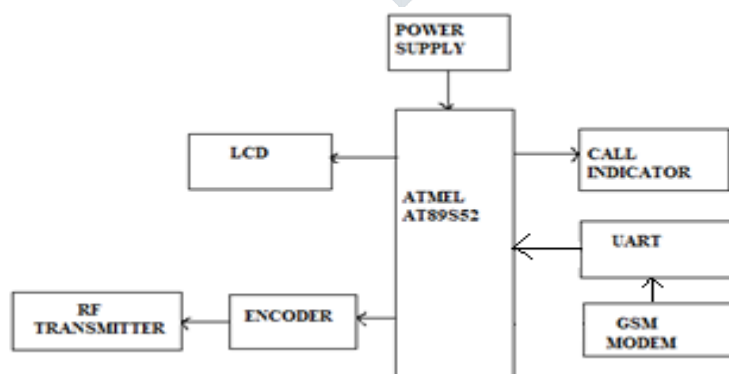 POWER
SUPPLY
LCD
CALL
INDICATOR
ATMEL
AT89S52
UART
RF
TRANSMITTER
ENCODER
GSM
MODEM